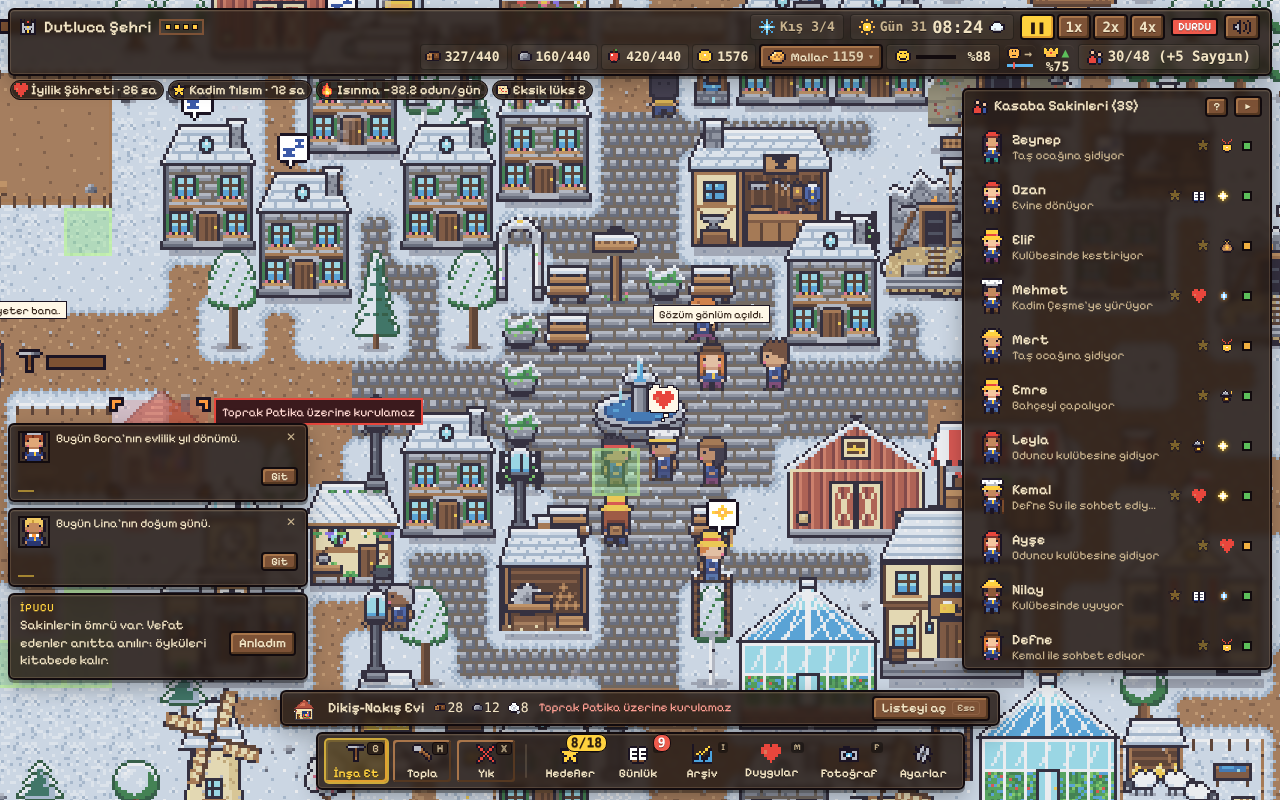 Dutluca Şehri
Kış 3/4
Gün 31 08:24
1x
2x
4x
DURDU
327/440
160/440
420/440
1576
Mallar 1159
%88
%75
30/48 (+5 Saygın)
İyilik Şöhreti · 26 sa
Kadim Tılsım · 72 sa
Isınma -38.8 odun/gün
Eksik lüks 2
Kasaba Sakinleri (38)
?
Zeynep
Taş ocağına gidiyor
Ozan
Evine dönüyor
Elif
Kulübesinde kestiriyor
Mehmet
Kadim Çeşme'ye yürüyor
Mert
Taş ocağına gidiyor
Emre
Bahçeyi çapalıyor
Leyla
Oduncu kulübesine gidiyor
Kemal
Defne Su ile sohbet ediy...
Ayşe
Oduncu kulübesine gidiyor
Nilay
Kulübesinde uyuyor
Defne
Kemal ile sohbet ediyor
yeter bana.
Gözüm gönlüm açıldı.
Toprak Patika üzerine kurulamaz
Bugün Bora'nın evlilik yıl dönümü.
Git
Bugün Lina'nın doğum günü.
Git
İPUCU
Sakinlerin ömrü var. Vefat
edenler anıtta anılır; öyküleri
kitabede kalır.
Anladım
Dikiş-Nakış Evi 28 12 8 Toprak Patika üzerine kurulamaz
Listeyi aç Esc
İnşa Et B
Topla H
Yık X
Hedefler 8/18
Günlük 9
Arşiv I
Duygular M
Fotoğraf F
Ayarlar